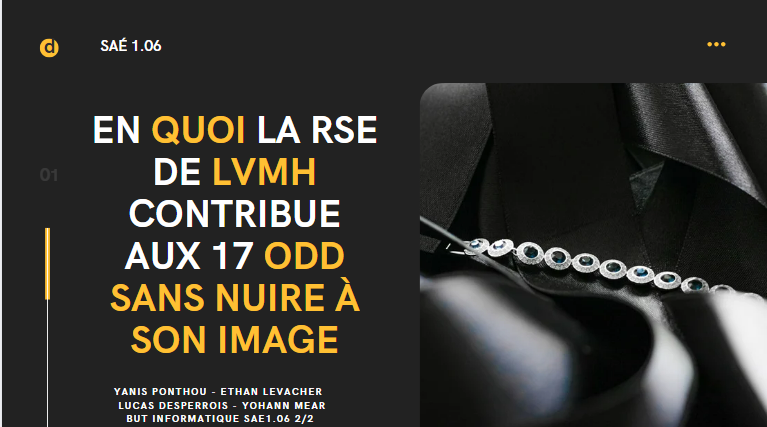 d
SAÉ 1.06
EN QUOI LA RSE
DE LVMH
CONTRIBUE
AUX 17 ODD
SANS NUIRE À
SON IMAGE
01
YANIS PONTHOU - ETHAN LEVACHER
LUCAS DESPERROIS - YOHANN MEAR
BUT INFORMATIQUE SAE1.06 2/2